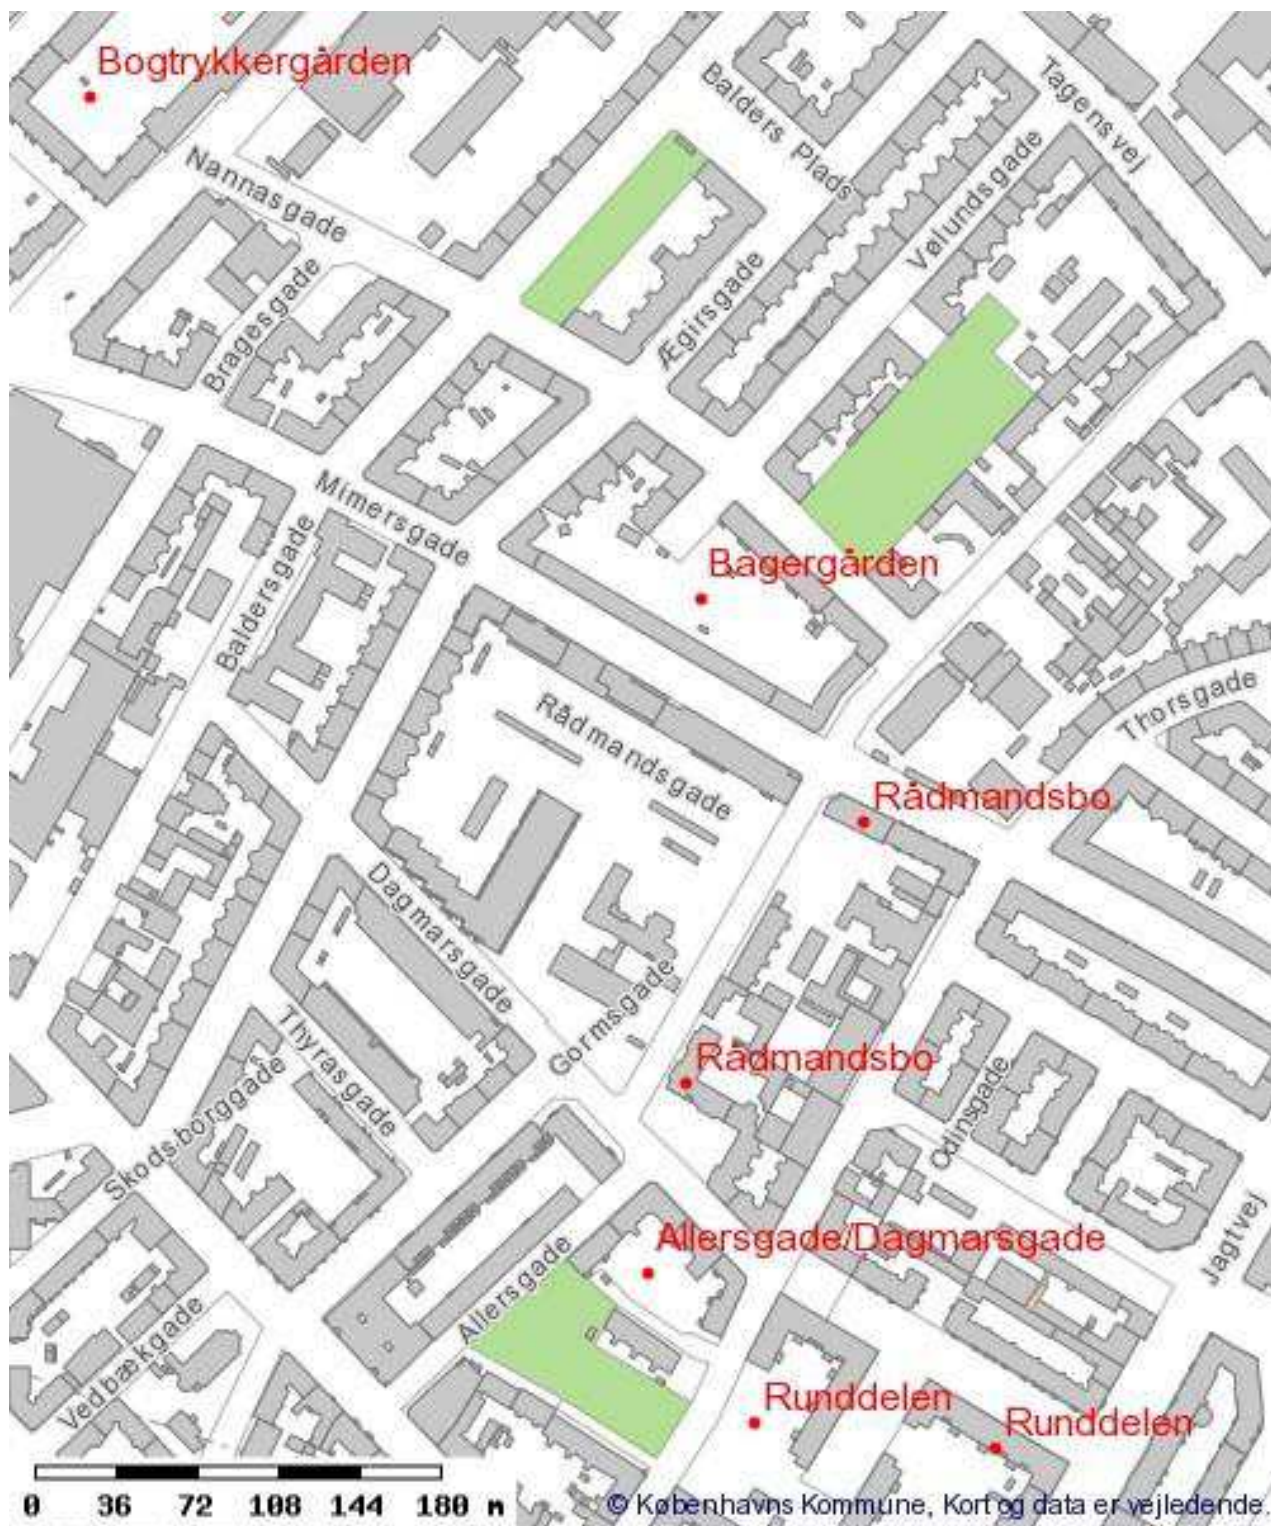 Bogtrykkergården
Tagensvej
Balders Plads
Nannasgade
Vølundsgade
Bragesgade
Ægirsgade
Mimersgade
Baldersgade
Bagergården
Rådmandsgade
Thorsgade
Rådmandsbo
Dagmarsgade
Gormsgade
Thyrasgade
Rådmandsbo
Odinsgade
Skodsborggade
Allersgade/Dagmarsgade
Jagtvej
Allersgade
Vedbækgade
Runddelen
Runddelen
0 36 72 108 144 180 m
© Københavns Kommune, Kort og data er vejledende.